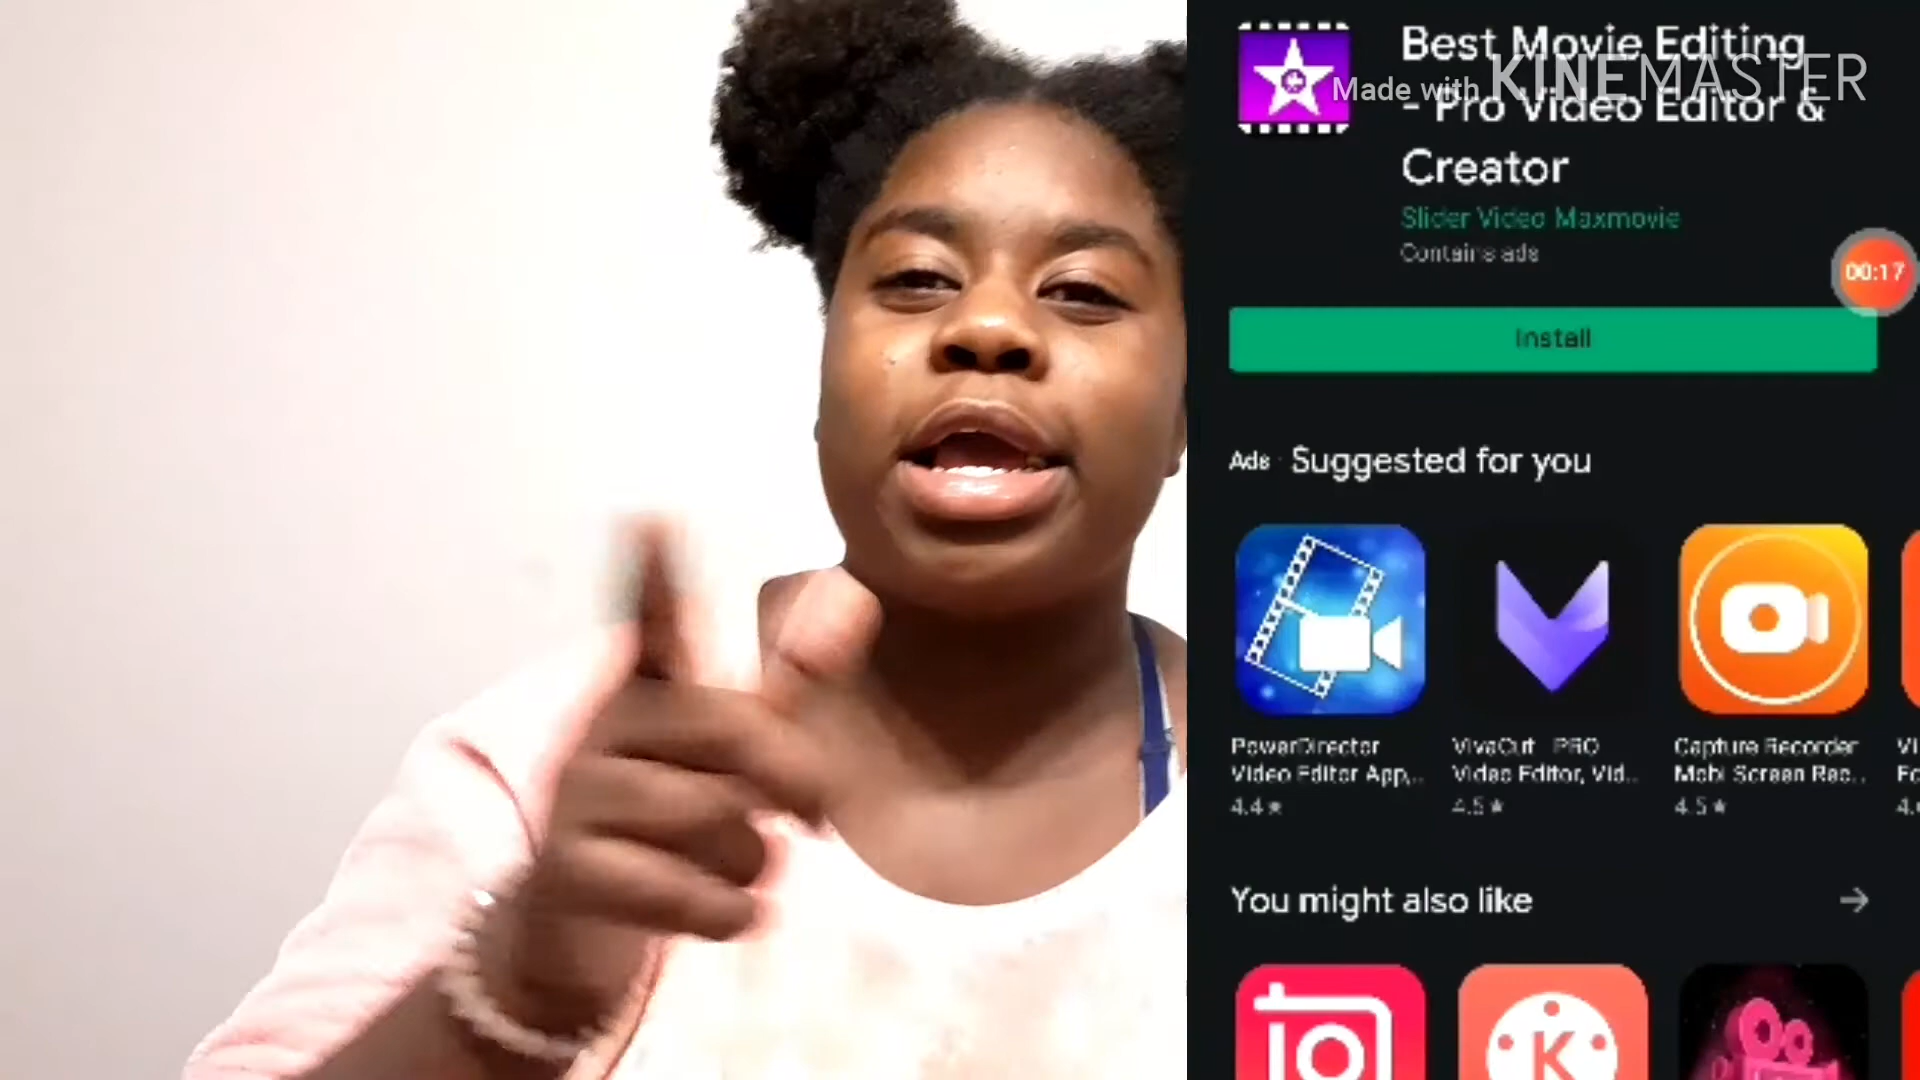 Best Movie Editing
Made with KINEMASTER
- Pro Video Editor &
Creator
Slider Video Maxmovie
Contains ads
00:17
Install
Ads · Suggested for you
PowerDirector
Video Editor App,...
4.4★
VivaCut PRO
Video Editor, Vid...
4.5★
Capture Recorder
Mobi Screen Rec...
4.5★
You might also like
K